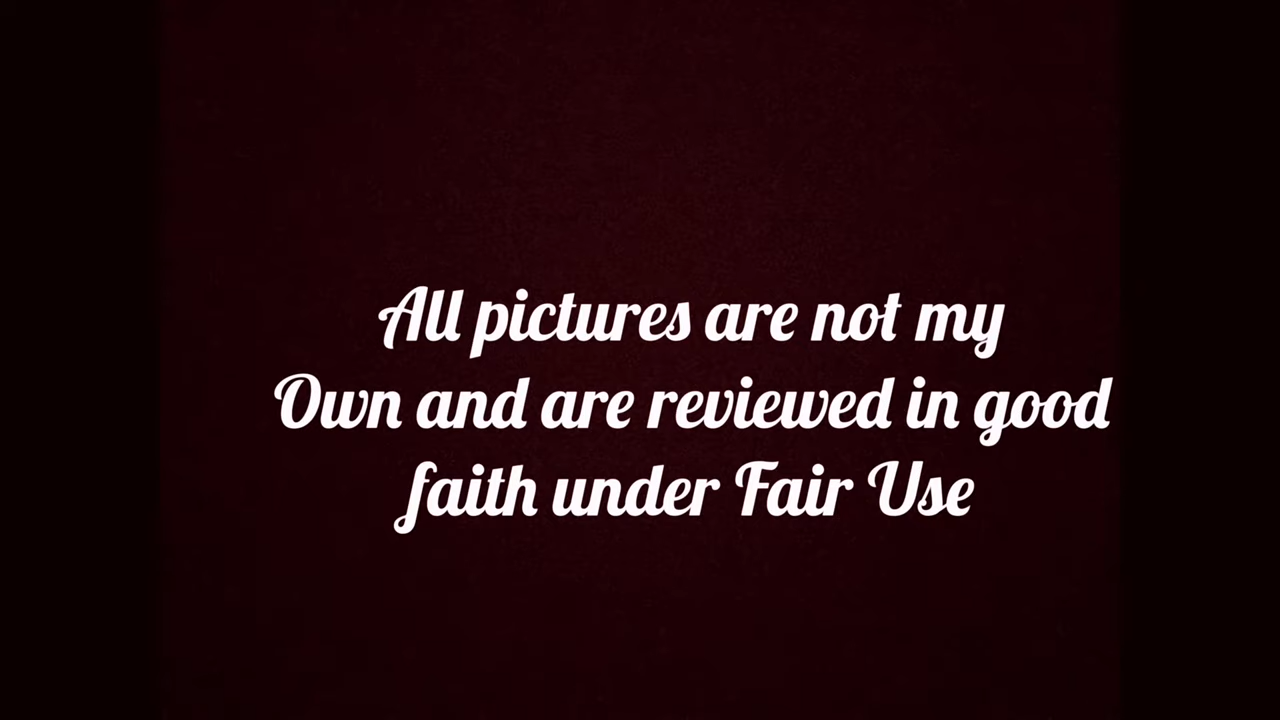 All pictures are not my
Own and are reviewed in good
faith under Fair Use